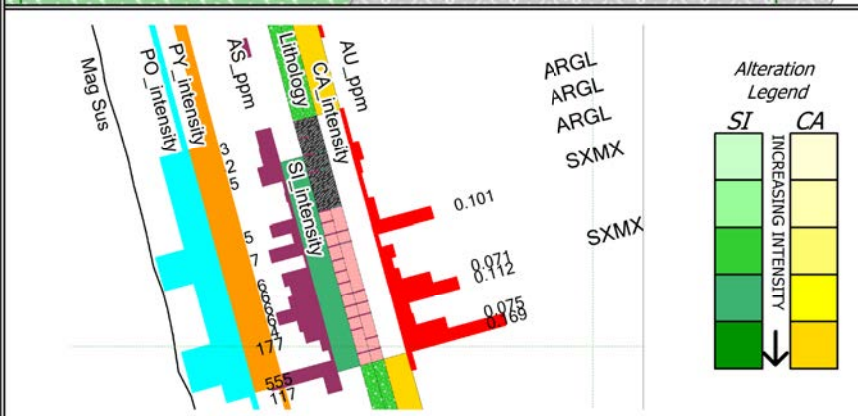 Mag Sus
PO_intensity
PY_intensity
AS_ppm
Lithology
CA_intensity
AU_ppm
SI_intensity
3
2
5
5
7
6
177
555
117
0.101
0.071
0.112
0.075
0.169
ARGL
ARGL
ARGL
SXMX
SXMX
Alteration
Legend
SI CA
INCREASING INTENSITY